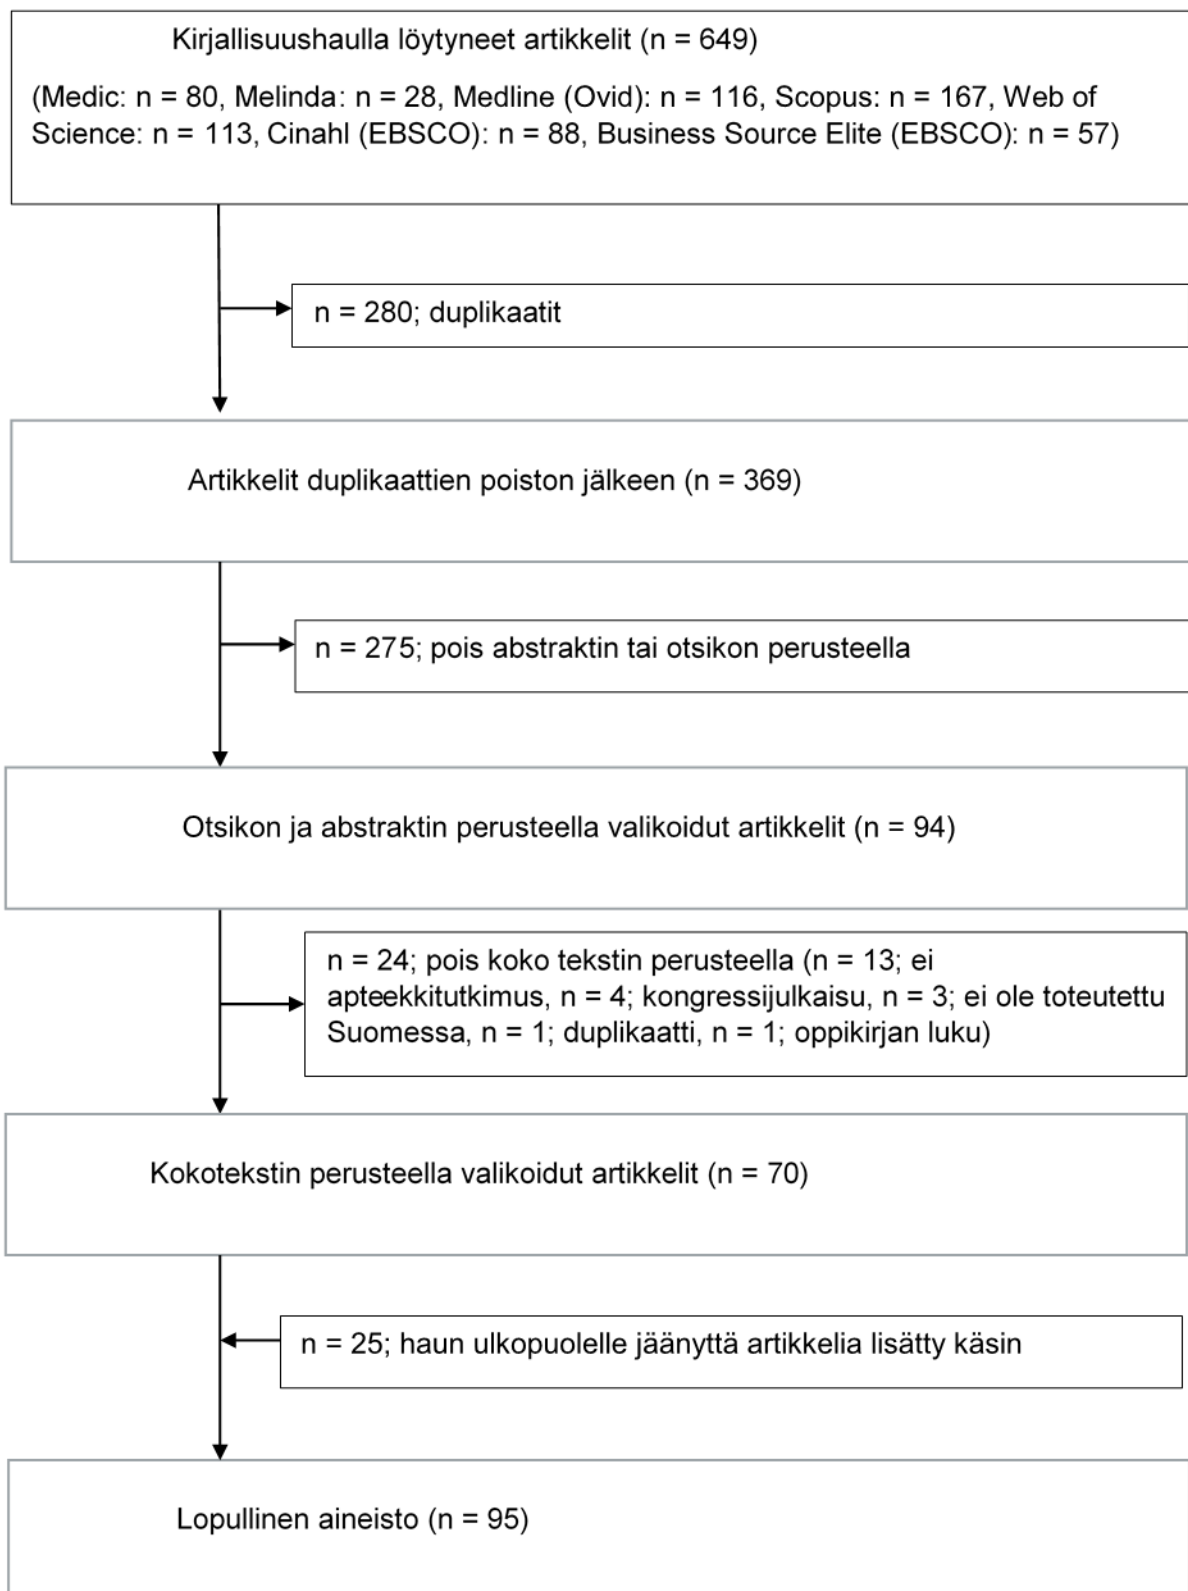 Kirjallisuushaulla löytyneet artikkelit (n = 649)
(Medic: n = 80, Melinda: n = 28, Medline (Ovid): n = 116, Scopus: n = 167, Web of
Science: n = 113, Cinahl (EBSCO): n = 88, Business Source Elite (EBSCO): n = 57)
n = 280; duplikaatit
Artikkelit duplikaattien poiston jälkeen (n = 369)
n = 275; pois abstraktin tai otsikon perusteella
Otsikon ja abstraktin perusteella valikoidut artikkelit (n = 94)
n = 24; pois koko tekstin perusteella (n = 13; ei
apteekkitutkimus, n = 4; kongressijulkaisu, n = 3; ei ole toteutettu
Suomessa, n = 1; duplikaatti, n = 1; oppikirjan luku)
Kokotekstin perusteella valikoidut artikkelit (n = 70)
n = 25; haun ulkopuolelle jäänyttä artikkelia lisätty käsin
Lopullinen aineisto (n = 95)